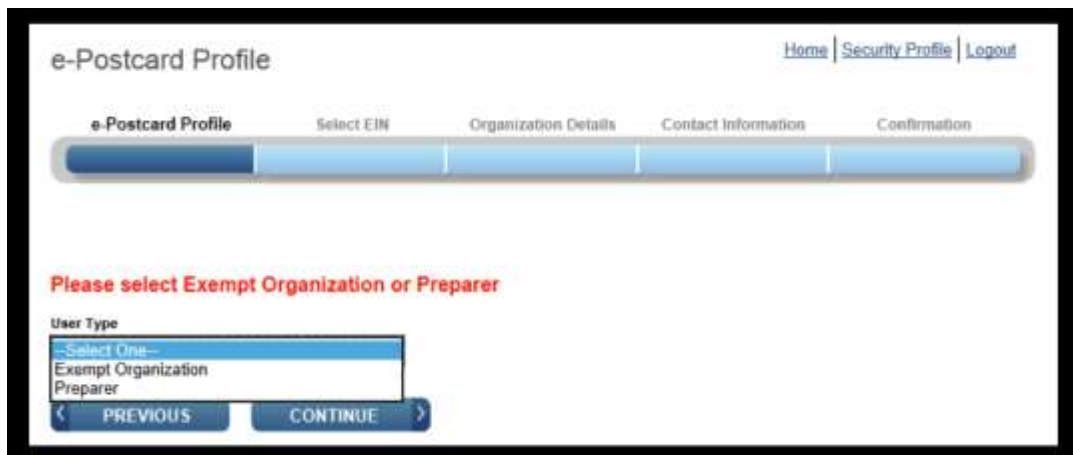 e-Postcard Profile
Home | Security Profile | Logout
e-Postcard Profile Select EIN Organization Details Contact Information Confirmation
Please select Exempt Organization or Preparer
User Type
--Select One--
Exempt Organization
Preparer
PREVIOUS CONTINUE